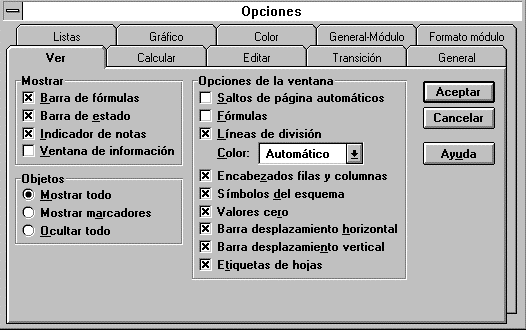 Opciones
Listas Gráfico Color General-Módulo Formato módulo
Ver Calcular Editar Transición General
Mostrar
Barra de fórmulas
Barra de estado
Indicador de notas
Ventana de información
Objetos
Mostrar todo
Mostrar marcadores
Ocultar todo
Opciones de la ventana
Saltos de página automáticos
Fórmulas
Líneas de división
Color: Automático
Encabezados filas y columnas
Símbolos del esquema
Valores cero
Barra desplazamiento horizontal
Barra desplazamiento vertical
Etiquetas de hojas
Aceptar
Cancelar
Ayuda